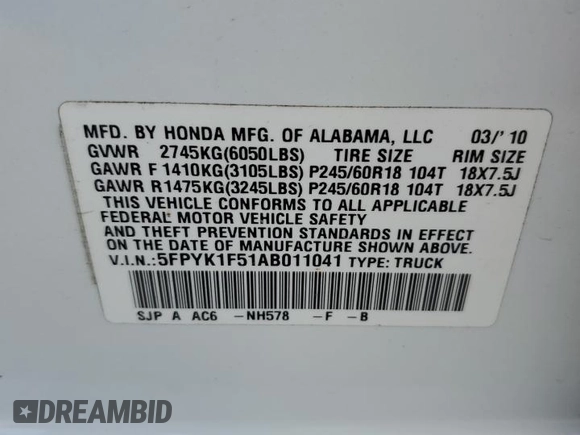 MFD. BY HONDA MFG. OF ALABAMA, LLC 03/'10
GVWR 2745KG(6050LBS) TIRE SIZE RIM SIZE
GAWR F 1410KG(3105LBS) P245/60R18 104T 18X7.5J
GAWR R1475KG(3245LBS) P245/60R18 104T 18X7.5J
THIS VEHICLE CONFORMS TO ALL APPLICABLE
FEDERAL MOTOR VEHICLE SAFETY
AND THEFT PREVENTION STANDARDS IN EFFECT
ON THE DATE OF MANUFACTURE SHOWN ABOVE.
V.I.N.:5FPYK1F51AB011041 TYPE: TRUCK
SJP A AC6 -NH578 -F -B
DREAMBID